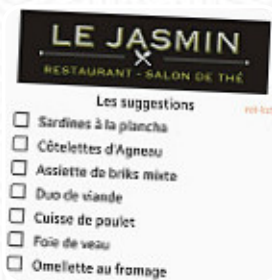 LE JASMIN
RESTAURANT - SALON DE THÉ
Les suggestions
Sardines à la plancha
Côtelettes d'Agneau
Assiette de briks mixte
Duo de viande
Cuisse de poulet
Foie de veau
Omellette au fromage